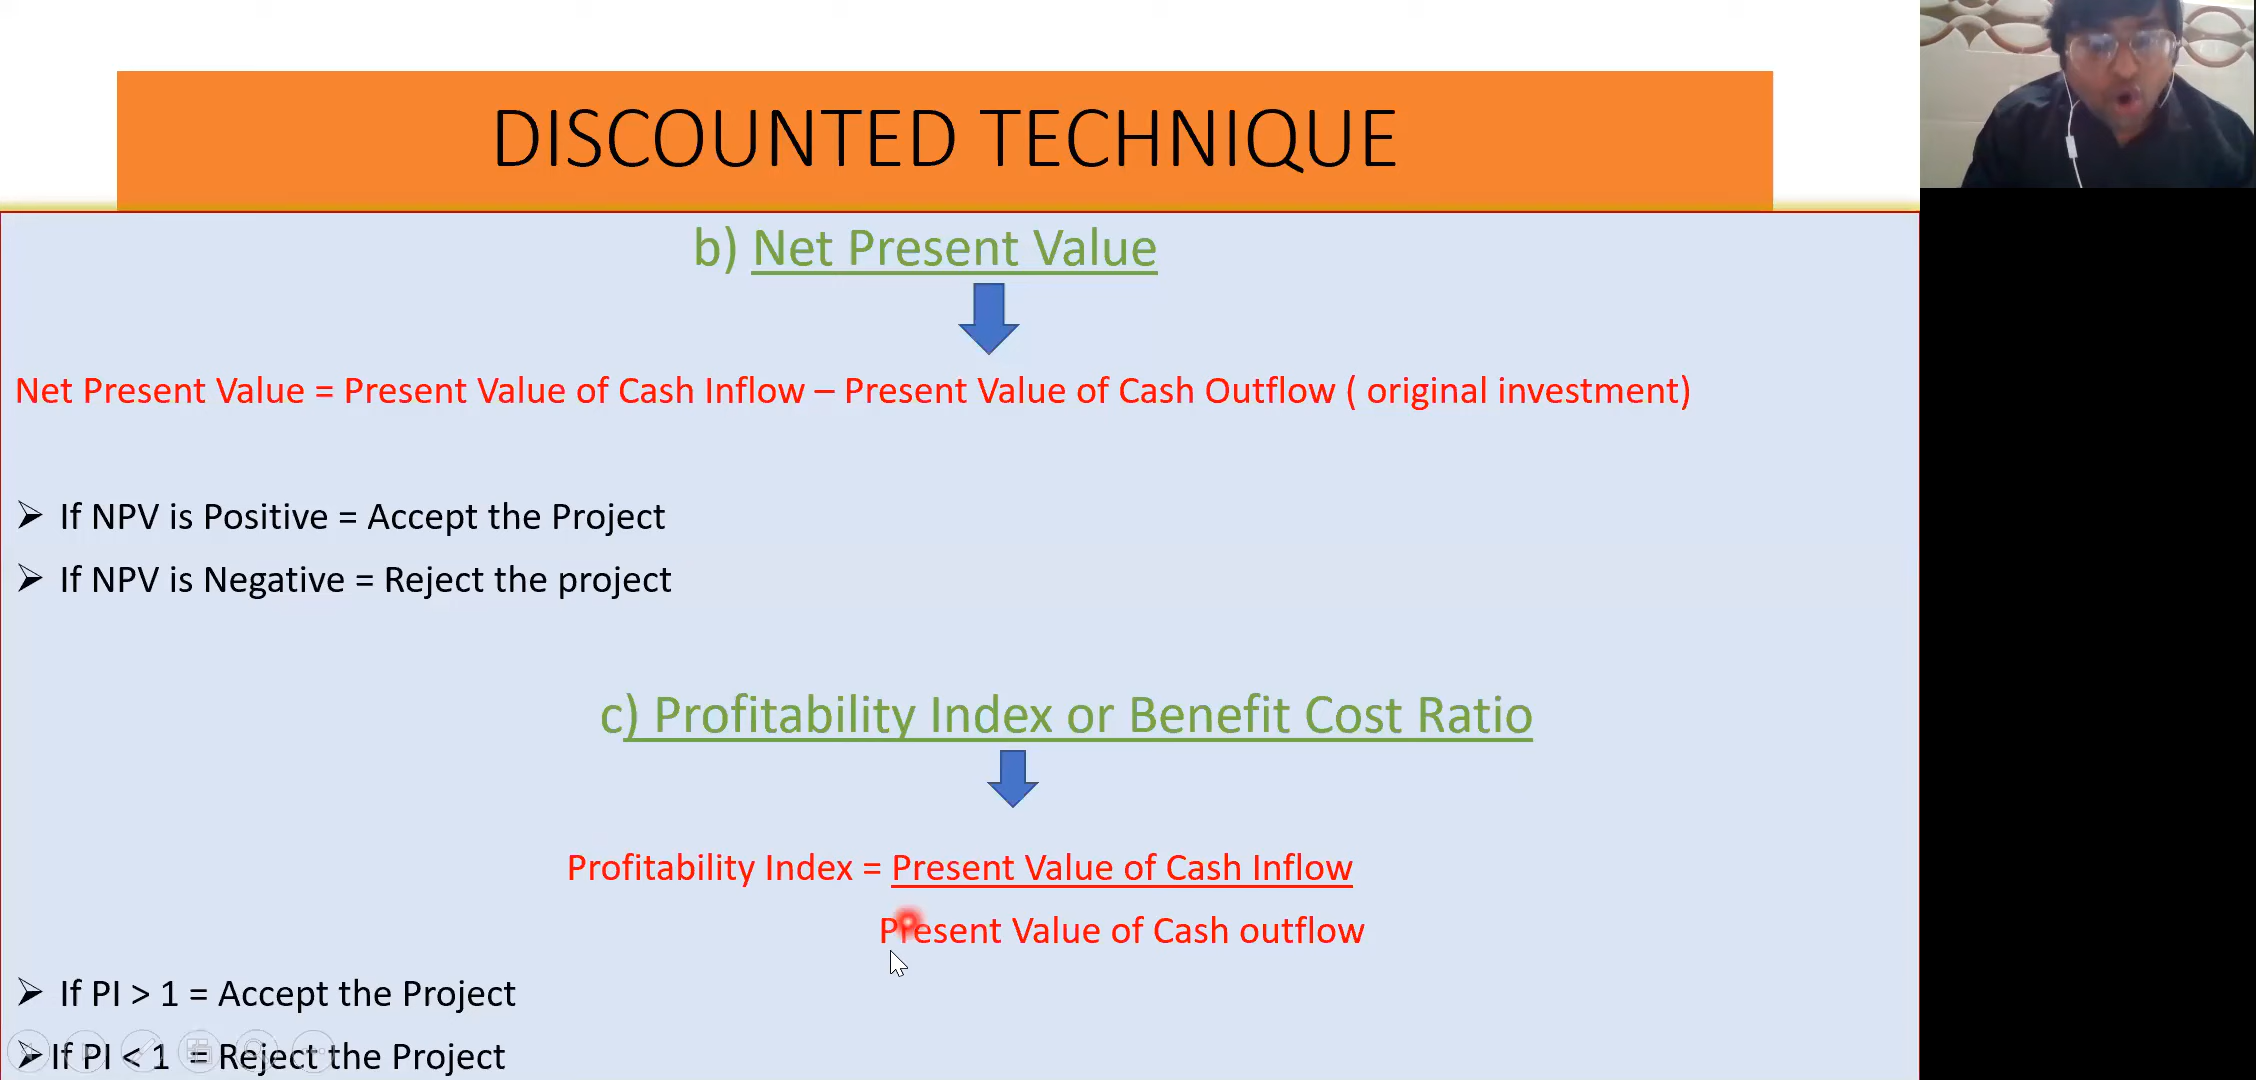 DISCOUNTED TECHNIQUE
b) Net Present Value
Net Present Value = Present Value of Cash Inflow – Present Value of Cash Outflow ( original investment)
➢ If NPV is Positive = Accept the Project
➢ If NPV is Negative = Reject the project
c) Profitability Index or Benefit Cost Ratio
Profitability Index = Present Value of Cash Inflow
Present Value of Cash outflow
➢ If PI > 1 = Accept the Project
➢ If PI < 1 = Reject the Project